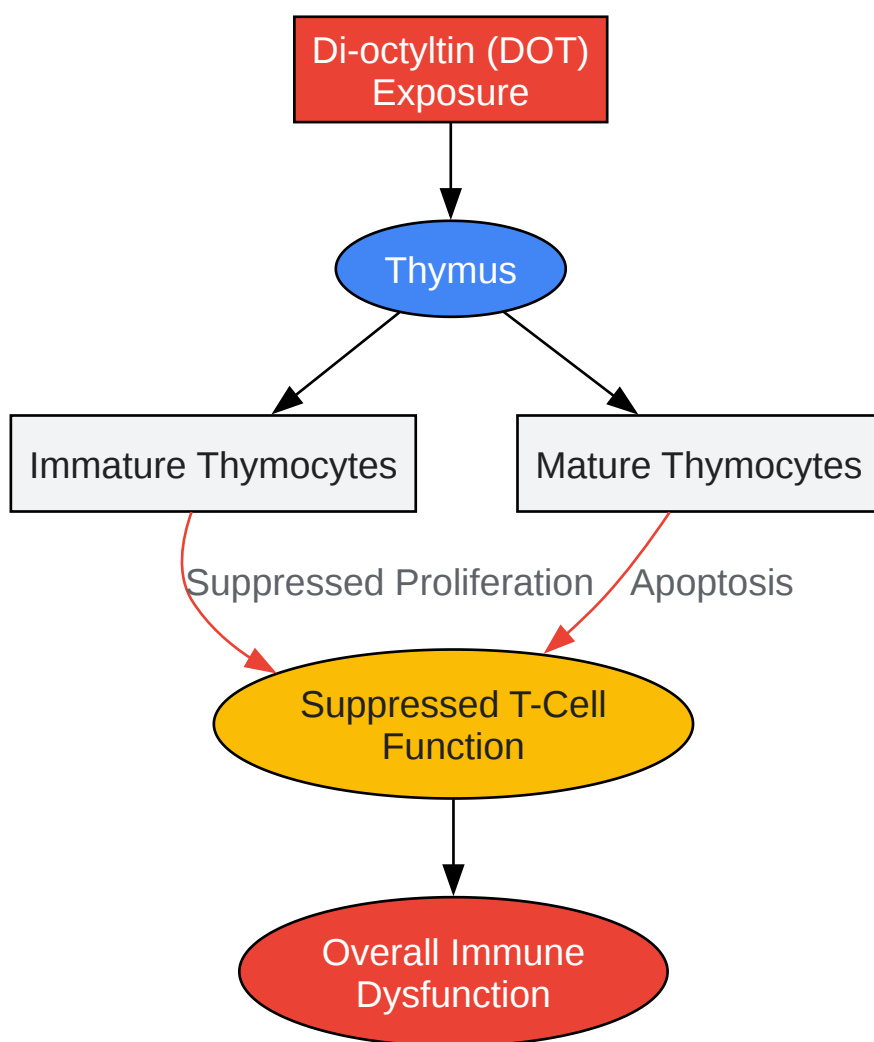 Di-octyltin (DOT)
Exposure
Thymus
Immature Thymocytes
Mature Thymocytes
Suppressed Proliferation
Apoptosis
Suppressed T-Cell
Function
Overall Immune
Dysfunction